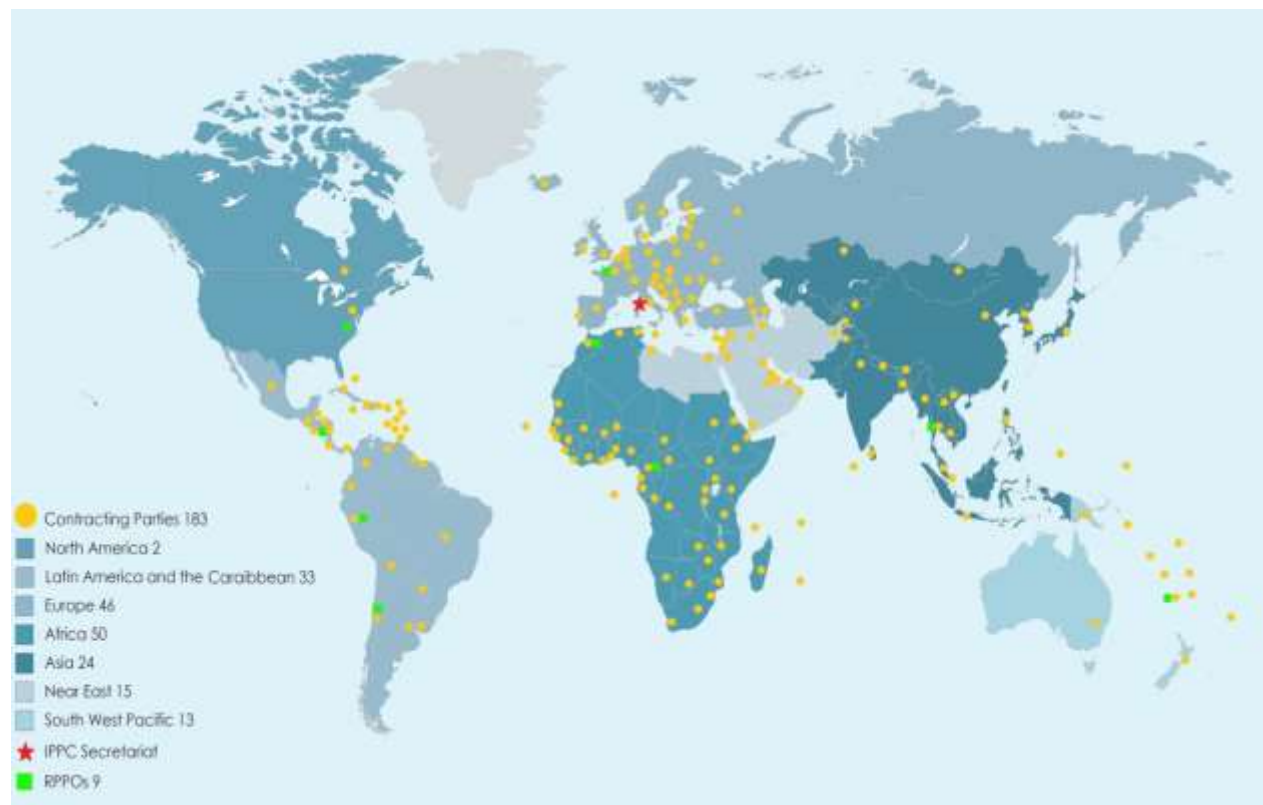 Contracting Parties 183
North America 2
Latin America and the Caraibbean 33
Europe 46
Africa 50
Asia 24
Near East 15
South West Pacific 13
IPPC Secretariat
RPPOs 9